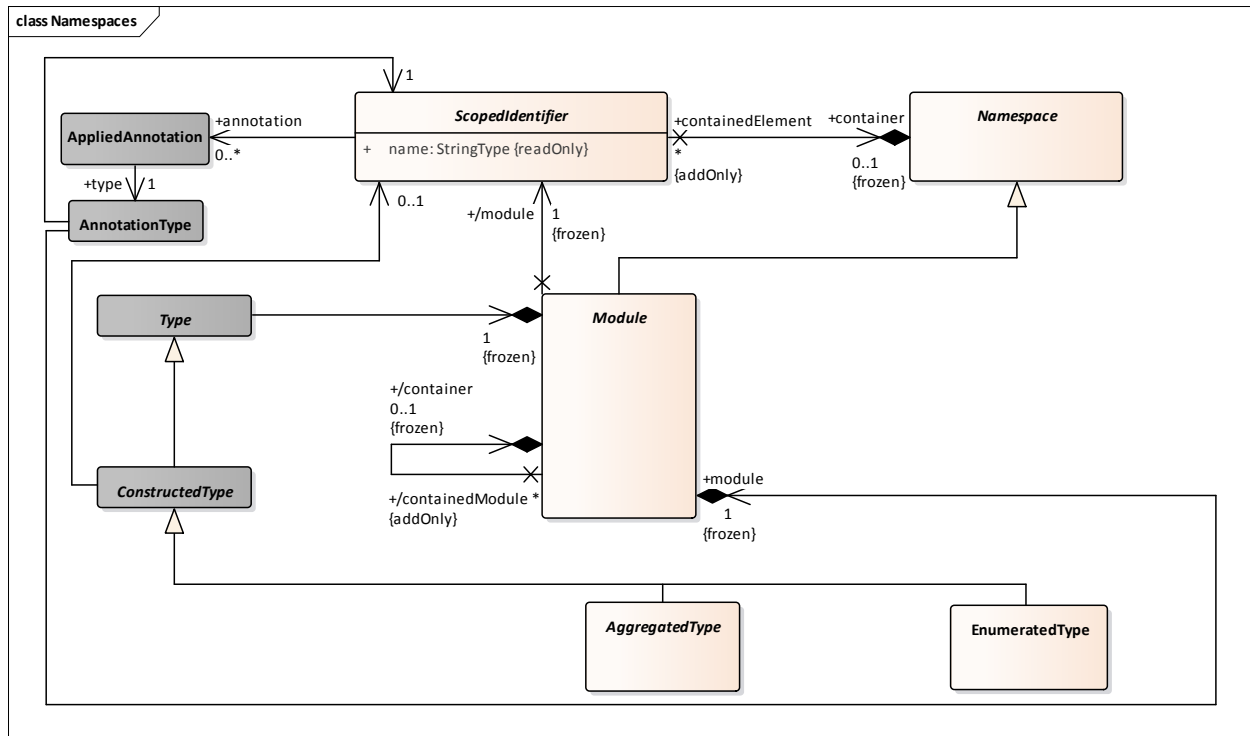 class Namespaces
1
ScopedIdentifier
+ name: StringType {readOnly}
AppliedAnnotation
+annotation
0..*
+type
1
AnnotationType
+containedElement
*
{addOnly}
+container
0..1
{frozen}
Namespace
0..1
+/module
1
{frozen}
Type
1
{frozen}
Module
+/container
0..1
{frozen}
+/containedModule *
{addOnly}
ConstructedType
+module
1
{frozen}
AggregatedType
EnumeratedType